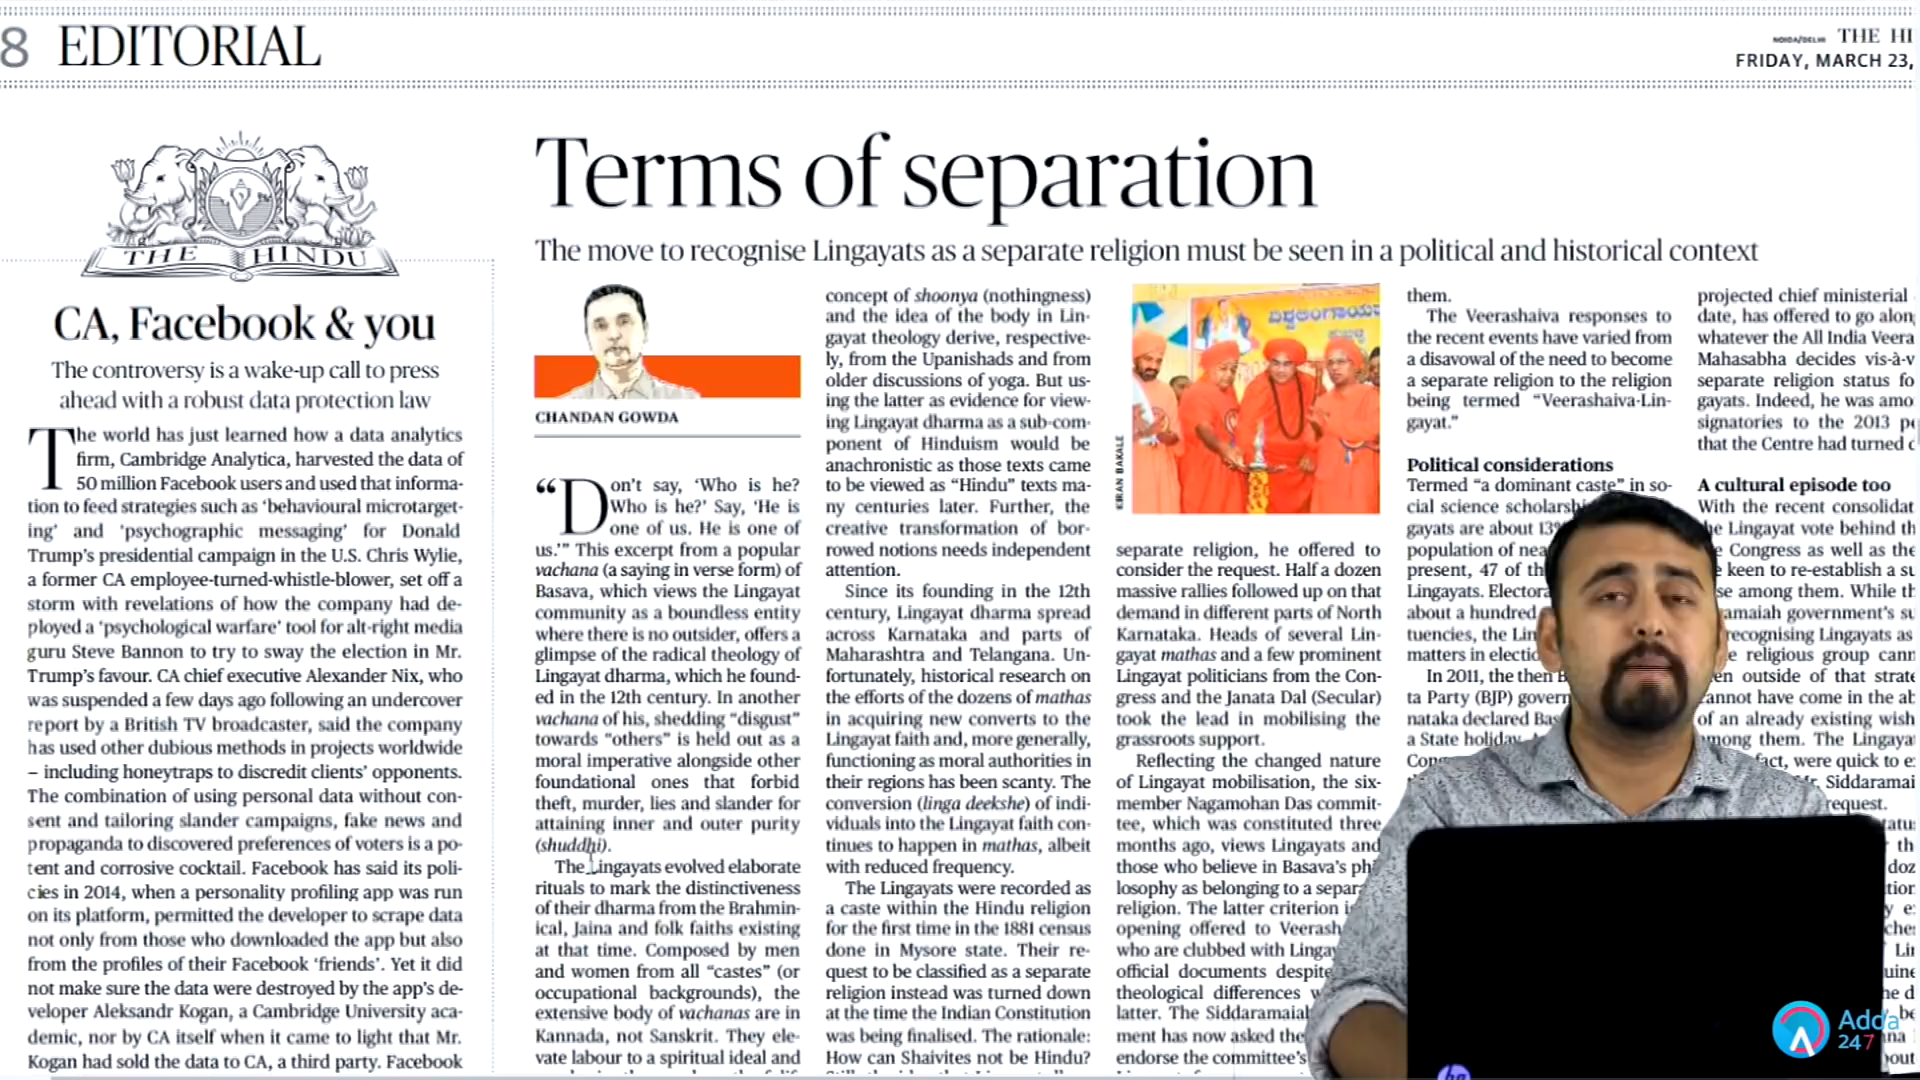 8 EDITORIAL
NOIDA/DELHI THE HI
FRIDAY, MARCH 23,
THE HINDU
CA, Facebook & you
The controversy is a wake-up call to press
ahead with a robust data protection law
The world has just learned how a data analytics
firm, Cambridge Analytica, harvested the data of
50 million Facebook users and used that informa-
tion to feed strategies such as ‘behavioural microtarget-
ing’ and ‘psychographic messaging’ for Donald
Trump’s presidential campaign in the U.S. Chris Wylie,
a former CA employee-turned-whistle-blower, set off a
storm with revelations of how the company had de-
ployed a ‘psychological warfare’ tool for alt-right media
guru Steve Bannon to try to sway the election in Mr.
Trump’s favour. CA chief executive Alexander Nix, who
was suspended a few days ago following an undercover
report by a British TV broadcaster, said the company
has used other dubious methods in projects worldwide
– including honeytraps to discredit clients’ opponents.
The combination of using personal data without con-
sent and tailoring slander campaigns, fake news and
propaganda to discovered preferences of voters is a po-
tent and corrosive cocktail. Facebook has said its poli-
cies in 2014, when a personality profiling app was run
on its platform, permitted the developer to scrape data
not only from those who downloaded the app but also
from the profiles of their Facebook ‘friends’. Yet it did
not make sure the data were destroyed by the app’s de-
veloper Aleksandr Kogan, a Cambridge University aca-
demic, nor by CA itself when it came to light that Mr.
Kogan had sold the data to CA, a third party. Facebook
Terms of separation
The move to recognise Lingayats as a separate religion must be seen in a political and historical context
CHANDAN GOWDA
“Don’t say, ‘Who is he?
Who is he?’ Say, ‘He is
one of us. He is one of
us.’” This excerpt from a popular
vachana (a saying in verse form) of
Basava, which views the Lingayat
community as a boundless entity
where there is no outsider, offers a
glimpse of the radical theology of
Lingayat dharma, which he found-
ed in the 12th century. In another
vachana of his, shedding “disgust”
towards “others” is held out as a
moral imperative alongside other
foundational ones that forbid
theft, murder, lies and slander for
attaining inner and outer purity
(shuddhi).
The Lingayats evolved elaborate
rituals to mark the distinctiveness
of their dharma from the Brahmin-
ical, Jaina and folk faiths existing
at that time. Composed by men
and women from all “castes” (or
occupational backgrounds), the
extensive body of vachanas are in
Kannada, not Sanskrit. They ele-
vate labour to a spiritual ideal and
concept of shoonya (nothingness)
and the idea of the body in Lin-
gayat theology derive, respective-
ly, from the Upanishads and from
older discussions of yoga. But us-
ing the latter as evidence for view-
ing Lingayat dharma as a sub-com-
ponent of Hinduism would be
anachronistic as those texts came
to be viewed as “Hindu” texts ma-
ny centuries later. Further, the
creative transformation of bor-
rowed notions needs independent
attention.
Since its founding in the 12th
century, Lingayat dharma spread
across Karnataka and parts of
Maharashtra and Telangana. Un-
fortunately, historical research on
the efforts of the dozens of mathas
in acquiring new converts to the
Lingayat faith and, more generally,
functioning as moral authorities in
their regions has been scanty. The
conversion (linga deekshe) of indi-
viduals into the Lingayat faith con-
tinues to happen in mathas, albeit
with reduced frequency.
The Lingayats were recorded as
a caste within the Hindu religion
for the first time in the 1881 census
done in Mysore state. Their re-
quest to be classified as a separate
religion instead was turned down
at the time the Indian Constitution
was being finalised. The rationale:
How can Shaivites not be Hindu?
KIRAN BAKALE
separate religion, he offered to
consider the request. Half a dozen
massive rallies followed up on that
demand in different parts of North
Karnataka. Heads of several Lin-
gayat mathas and a few prominent
Lingayat politicians from the Con-
gress and the Janata Dal (Secular)
took the lead in mobilising the
grassroots support.
Reflecting the changed nature
of Lingayat mobilisation, the six-
member Nagamohan Das commit-
tee, which was constituted three
months ago, views Lingayats and
those who believe in Basava’s phi
losophy as belonging to a separa
religion. The latter criterion i
opening offered to Veerash
who are clubbed with Linga
official documents despite
theological differences
latter. The Siddaramaia
ment has now asked the
endorse the committee’s
them.
The Veerashaiva responses to
the recent events have varied from
a disavowal of the need to become
a separate religion to the religion
being termed “Veerashaiva-Lin-
gayat.”
Political considerations
Termed “a dominant caste” in so-
cial science scholarsh
gayats are about 13%
population of nea
present, 47 of th
Lingayats. Electora
about a hundred
tuencies, the Lin
matters in electio
In 2011, the then B
ta Party (BJP) govern
nataka declared Bas
a State holiday.
Cong
projected chief ministerial
date, has offered to go along
whatever the All India Veera
Mahasabha decides vis-à-v
separate religion status fo
gayats. Indeed, he was amo
signatories to the 2013 pe
that the Centre had turned d
A cultural episode too
With the recent consolidat
he Lingayat vote behind th
Congress as well as the
keen to re-establish a su
se among them. While th
amaiah government’s su
recognising Lingayats as
e religious group cann
en outside of that strate
annot have come in the ab
of an already existing wish
mong them. The Lingaya
fact, were quick to e
r. Siddaramai
request.
Adda
247
hp